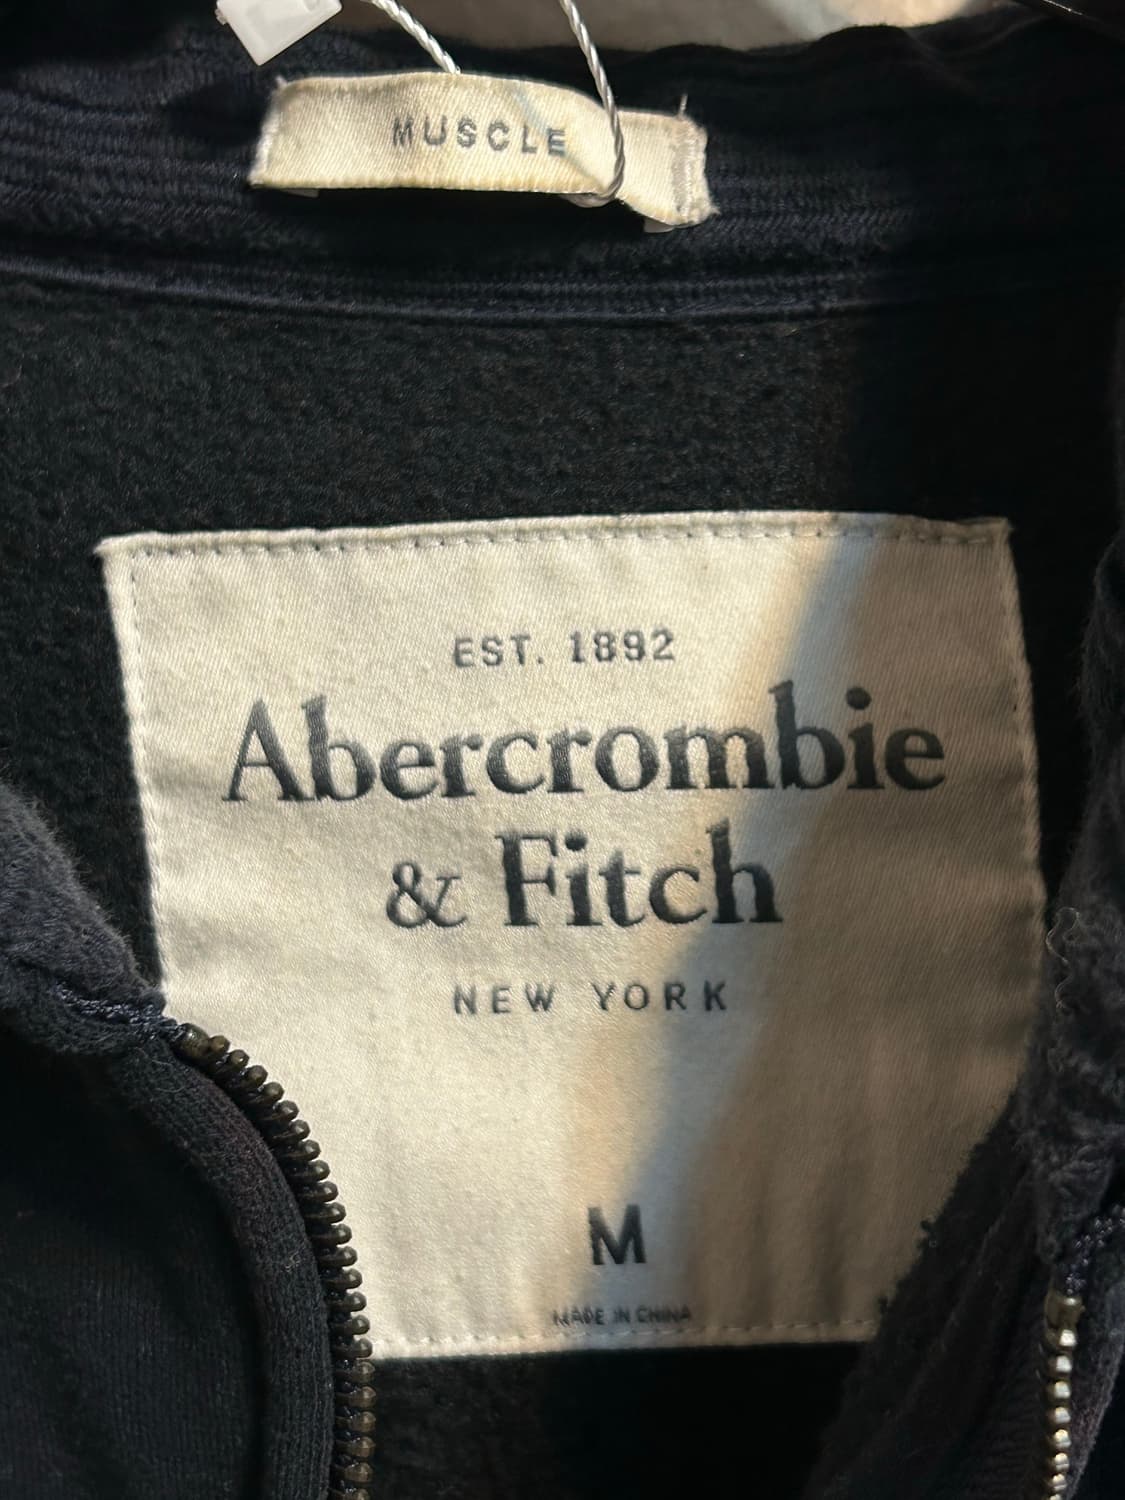 MUSCLE
EST. 1892
Abercrombie
& Fitch
NEW YORK
M
MADE IN CHINA